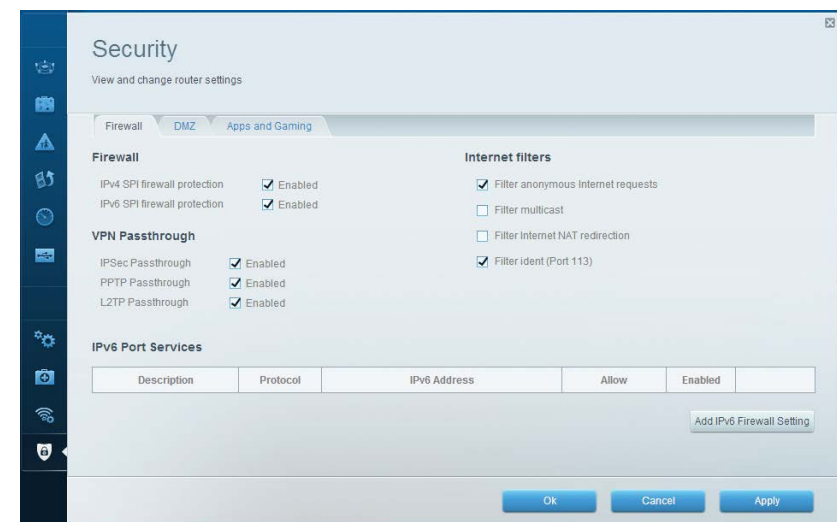 Security
View and change router settings
Firewall DMZ Apps and Gaming
Firewall
IPv4 SPI firewall protection Enabled
IPv6 SPI firewall protection Enabled
VPN Passthrough
IPSec Passthrough Enabled
PPTP Passthrough Enabled
L2TP Passthrough Enabled
Internet filters
Filter anonymous Internet requests
Filter multicast
Filter Internet NAT redirection
Filter ident (Port 113)
IPv6 Port Services
Description Protocol IPv6 Address Allow Enabled
Add IPv6 Firewall Setting
Ok Cancel Apply